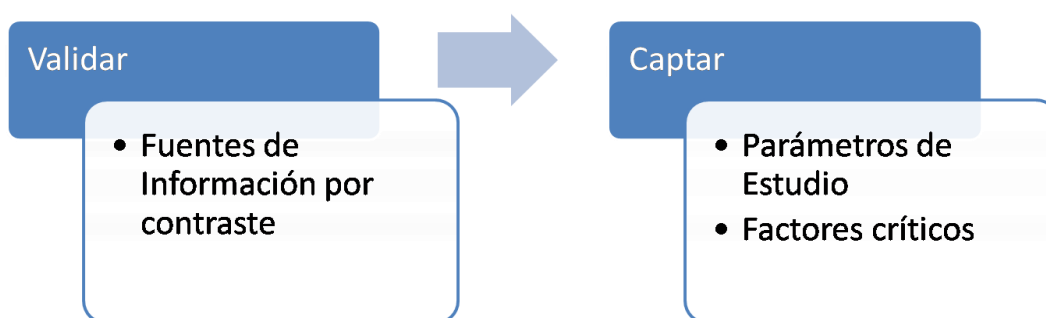 Validar
• Fuentes de
Información por
contraste
Captar
• Parámetros de
Estudio
• Factores críticos